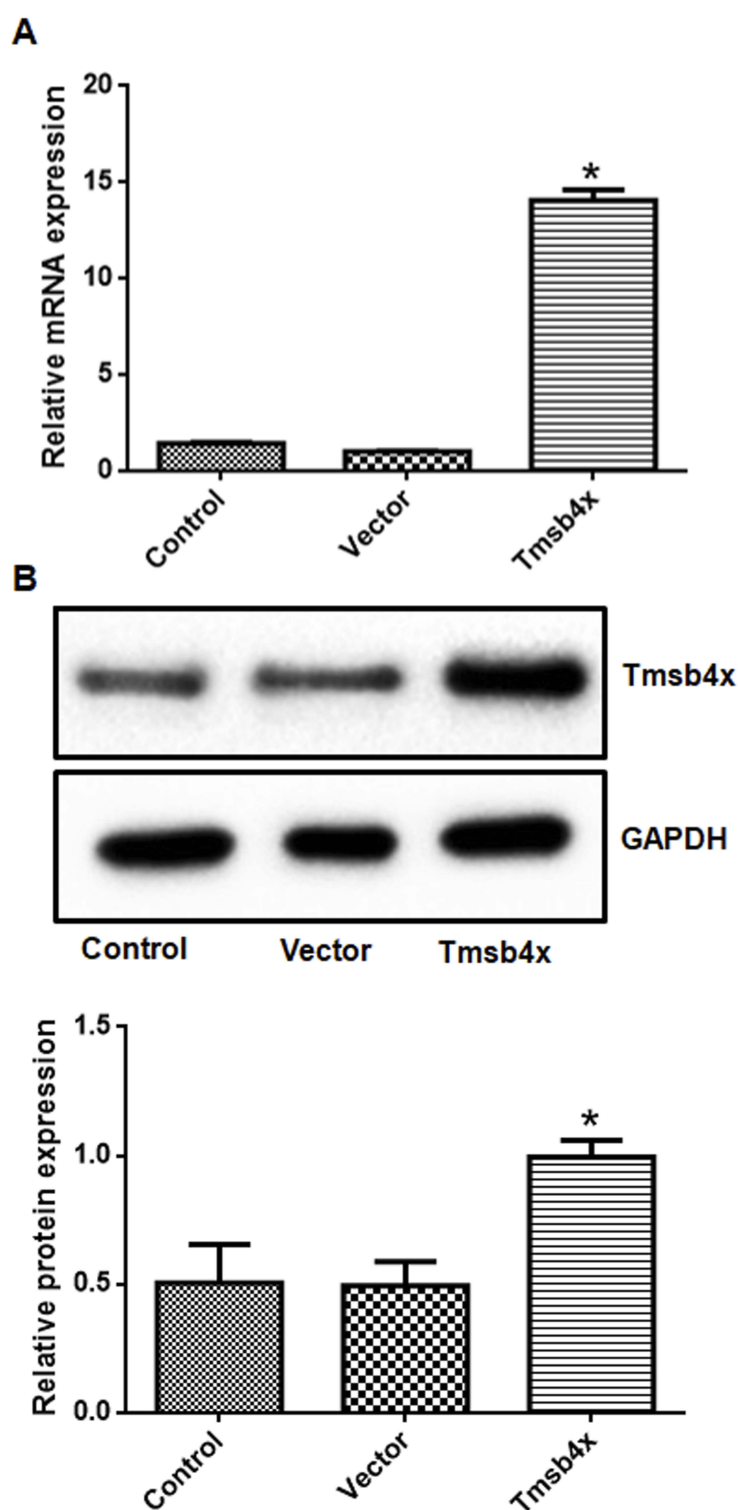 A
Relative mRNA expression
20
15
10
5
0
*
Control
Vector
Tmsb4x
B
Tmsb4x
GAPDH
Control Vector Tmsb4x
Relative protein expression
1.5
1.0
0.5
0.0
*
Control
Vector
Tmsb4x